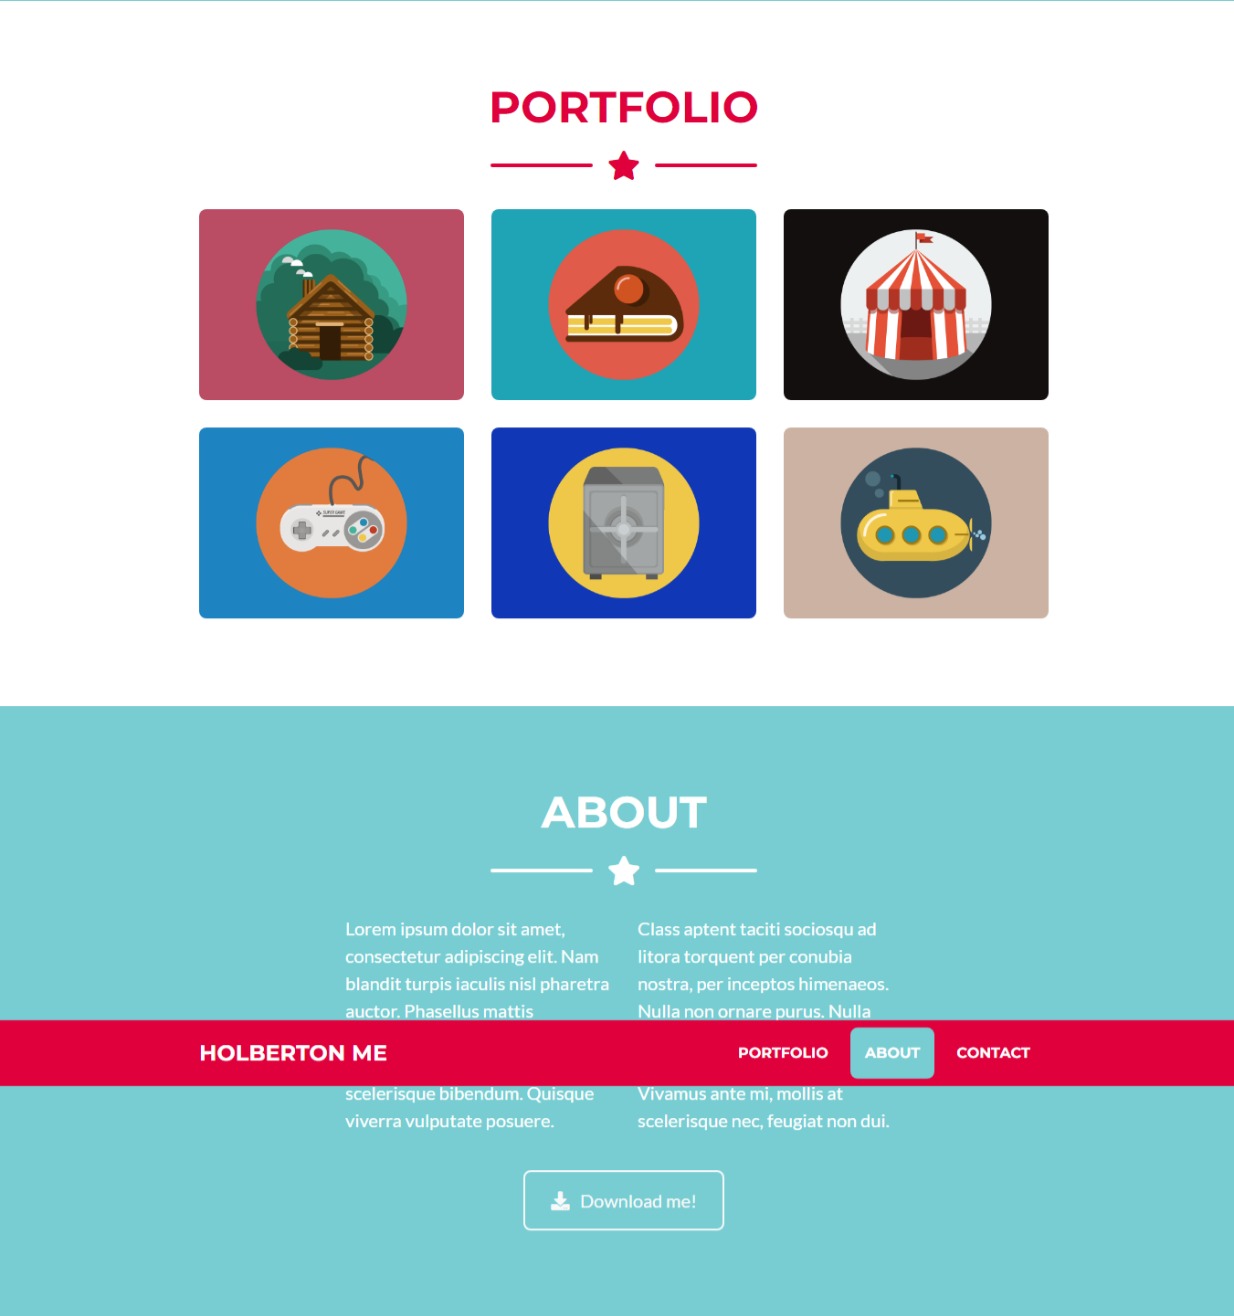 PORTFOLIO
ABOUT
Lorem ipsum dolor sit amet,
consectetur adipiscing elit. Nam
blandit turpis iaculis nisl pharetra
auctor. Phasellus mattis
Class aptent taciti sociosqu ad
litora torquent per conubia
nostra, per inceptos himenaeos.
Nulla non ornare purus. Nulla
HOLBERTON ME
PORTFOLIO
ABOUT
CONTACT
scelerisque bibendum. Quisque
viverra vulputate posuere.
Vivamus ante mi, mollis at
scelerisque nec, feugiat non dui.
Download me!